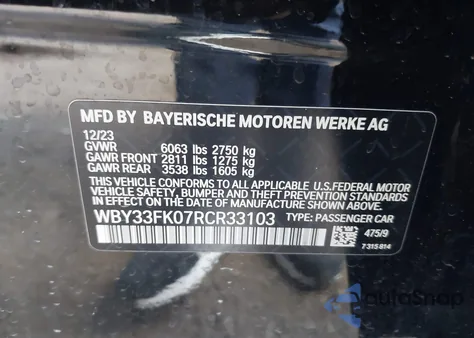 MFD BY BAYERISCHE MOTOREN WERKE AG
12/23
GVWR 6063 lbs 2750 kg
GAWR FRONT 2811 lbs 1275 kg
GAWR REAR 3538 lbs 1605 kg
THIS VEHICLE CONFORMS TO ALL APPLICABLE U.S.FEDERAL MOTOR
VEHICLE SAFETY, BUMPER, AND THEFT PREVENTION STANDARDS
IN EFFECT ON THE DATE OF MANUFACTURE SHOWN ABOVE.
WBY33FK07RCR33103 TYPE: PASSENGER CAR
475/9
7 315 814
AutoSnap